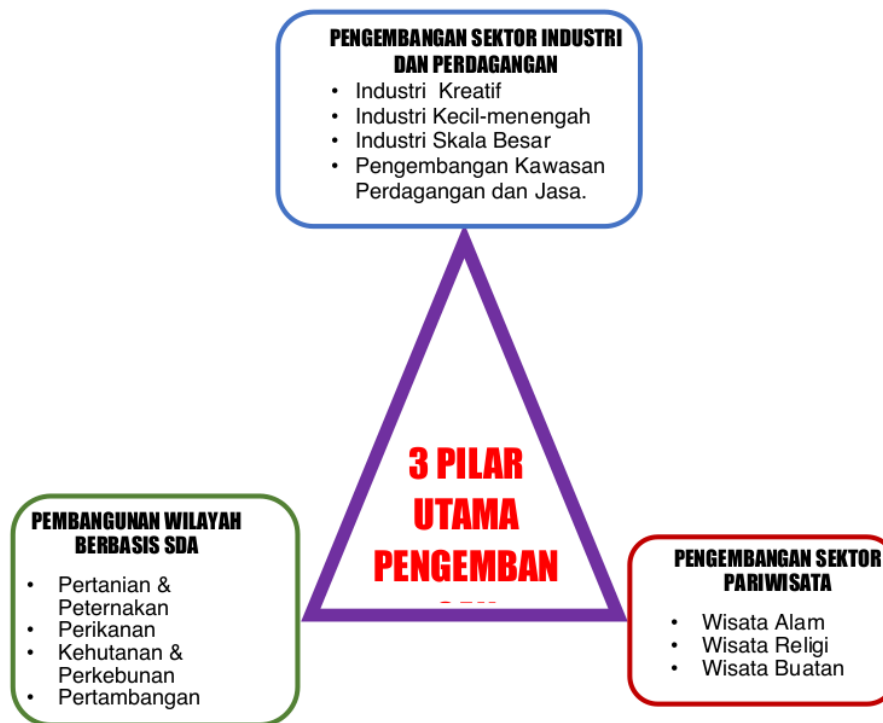 PENGEMBANGAN SEKTOR INDUSTRI
DAN PERDAGANGAN
• Industri Kreatif
• Industri Kecil-menengah
• Industri Skala Besar
• Pengembangan Kawasan
Perdagangan dan Jasa.
3 PILAR
UTAMA
PENGEMBAN
PEMBANGUNAN WILAYAH
BERBASIS SDA
• Pertanian &
Peternakan
• Perikanan
• Kehutanan &
Perkebunan
• Pertambangan
PENGEMBANGAN SEKTOR
PARIWISATA
• Wisata Alam
• Wisata Religi
• Wisata Buatan